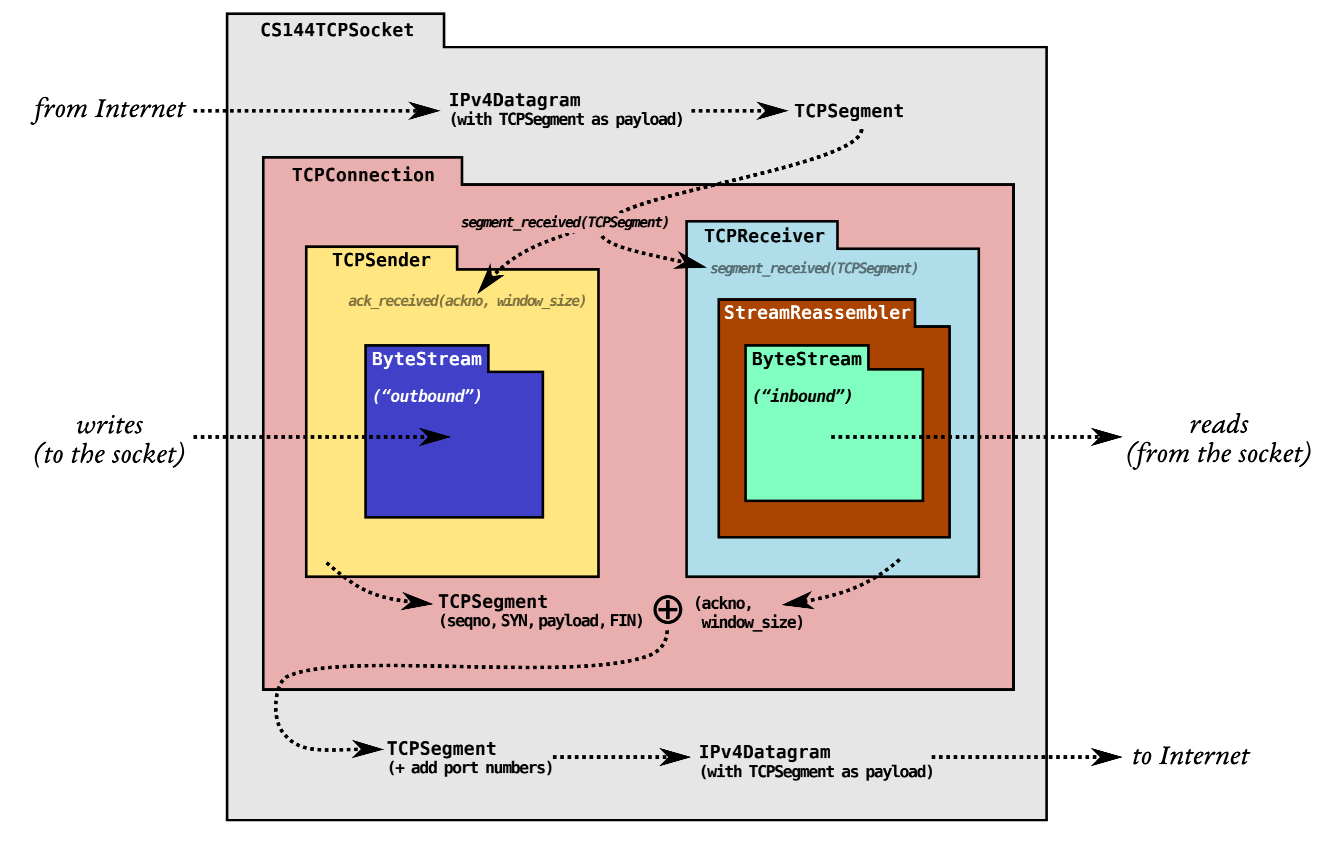 CS144TCPSocket
from Internet
IPv4Datagram
(with TCPSegment as payload)
TCPSegment
TCPConnection
segment_received(TCPSegment)
TCPSender
ack_received(ackno, window_size)
ByteStream
(“outbound”)
TCPReceiver
segment_received(TCPSegment)
StreamReassembler
ByteStream
(“inbound”)
writes
(to the socket)
reads
(from the socket)
TCPSegment
(seqno, SYN, payload, FIN)
(ackno,
window_size)
TCPSegment
(+ add port numbers)
IPv4Datagram
(with TCPSegment as payload)
to Internet